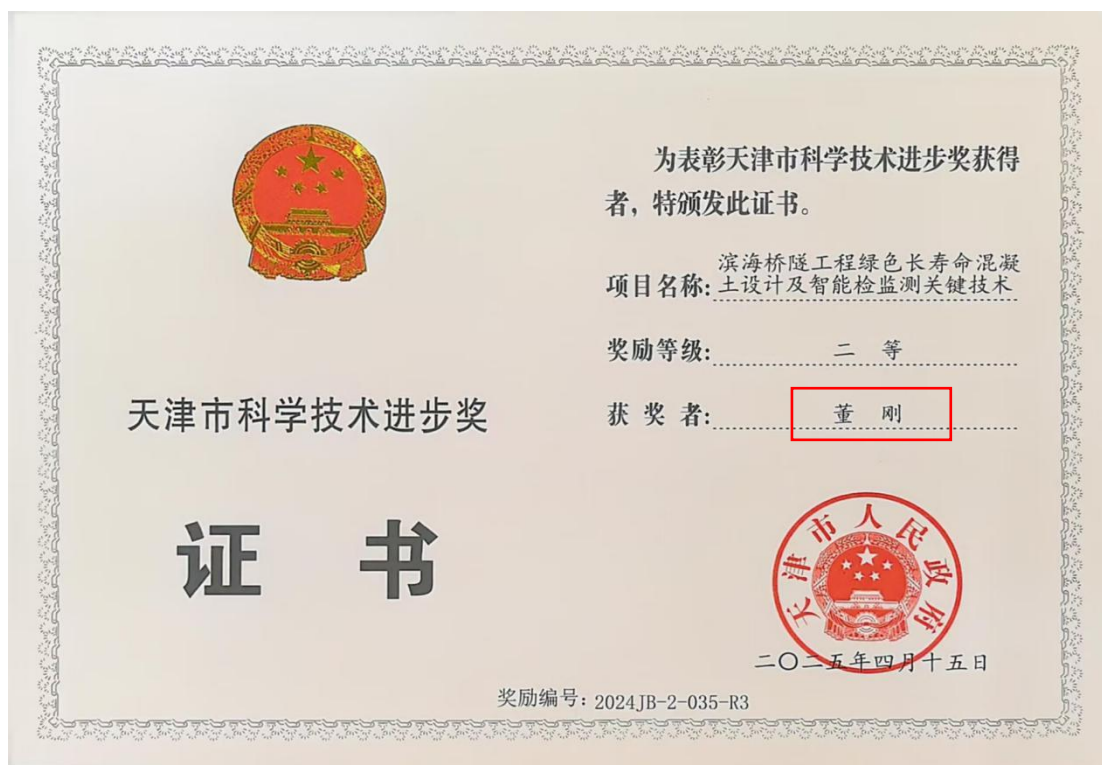 天津市科学技术进步奖
证 书
为表彰天津市科学技术进步奖获得
者，特颁发此证书。
项目名称: 滨海桥隧工程绿色长寿命混凝
土设计及智能检监测关键技术
奖励等级: 二 等
获 奖 者: 董 刚
天津市人民政府
二〇二五年四月十五日
奖励编号: 2024JB-2-035-R3